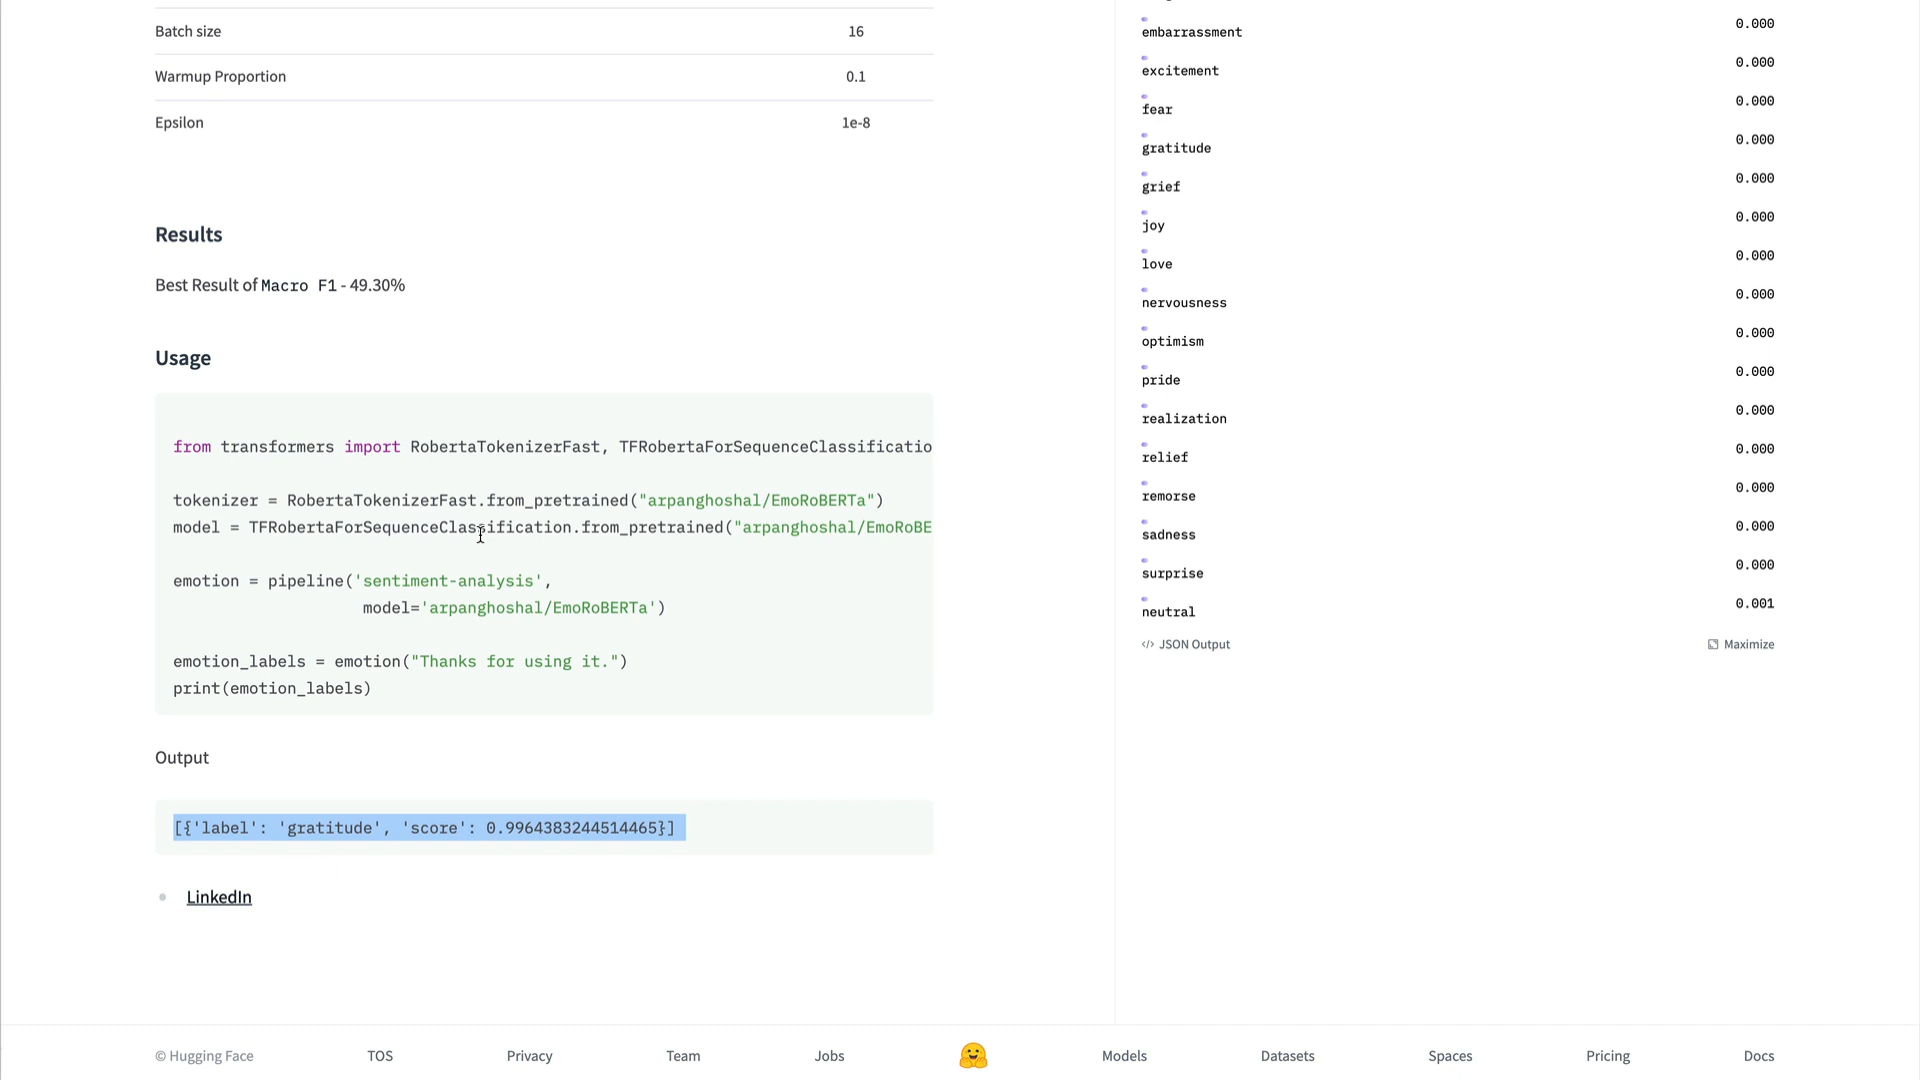 Batch size 16
Warmup Proportion 0.1
Epsilon 1e-8
Results
Best Result of Macro F1 - 49.30%
Usage
from transformers import RobertaTokenizerFast, TFRobertaForSequenceClassificatio
tokenizer = RobertaTokenizerFast.from_pretrained("arpanghoshal/EmoRoBERTa")
model = TFRobertaForSequenceClassification.from_pretrained("arpanghoshal/EmoRoBE
emotion = pipeline('sentiment-analysis',
model='arpanghoshal/EmoRoBERTa')
emotion_labels = emotion("Thanks for using it.")
print(emotion_labels)
Output
[{'label': 'gratitude', 'score': 0.9964383244514465}]
LinkedIn
embarrassment 0.000
excitement 0.000
fear 0.000
gratitude 0.000
grief 0.000
joy 0.000
love 0.000
nervousness 0.000
optimism 0.000
pride 0.000
realization 0.000
relief 0.000
remorse 0.000
sadness 0.000
surprise 0.000
neutral 0.001
</> JSON Output Maximize
© Hugging Face TOS Privacy Team Jobs Models Datasets Spaces Pricing Docs